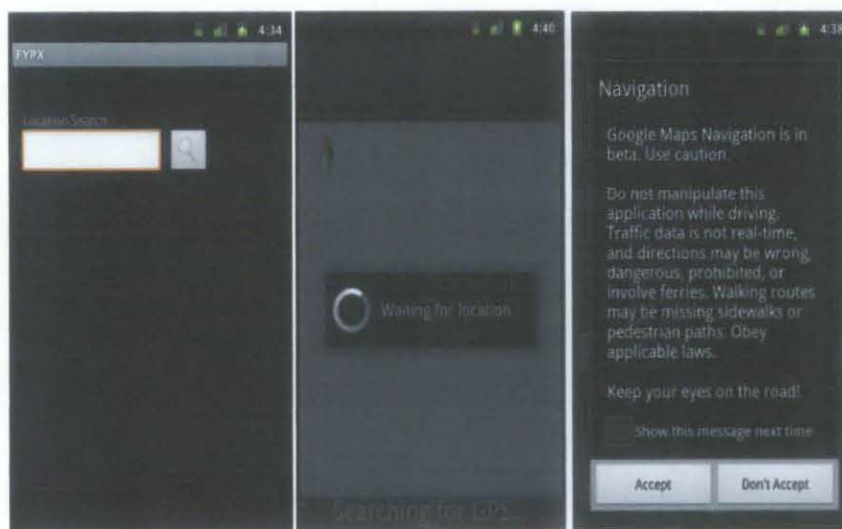 4:34
FYPX
Location Search
4:40
Waiting for location
Searching for GPS...
4:38
Navigation
Google Maps Navigation is in
beta. Use caution.
Do not manipulate this
application while driving.
Traffic data is not real-time,
and directions may be wrong,
dangerous, prohibited, or
involve ferries. Walking routes
may be missing sidewalks or
pedestrian paths. Obey
applicable laws.
Keep your eyes on the road!
Show this message next time
Accept
Don't Accept